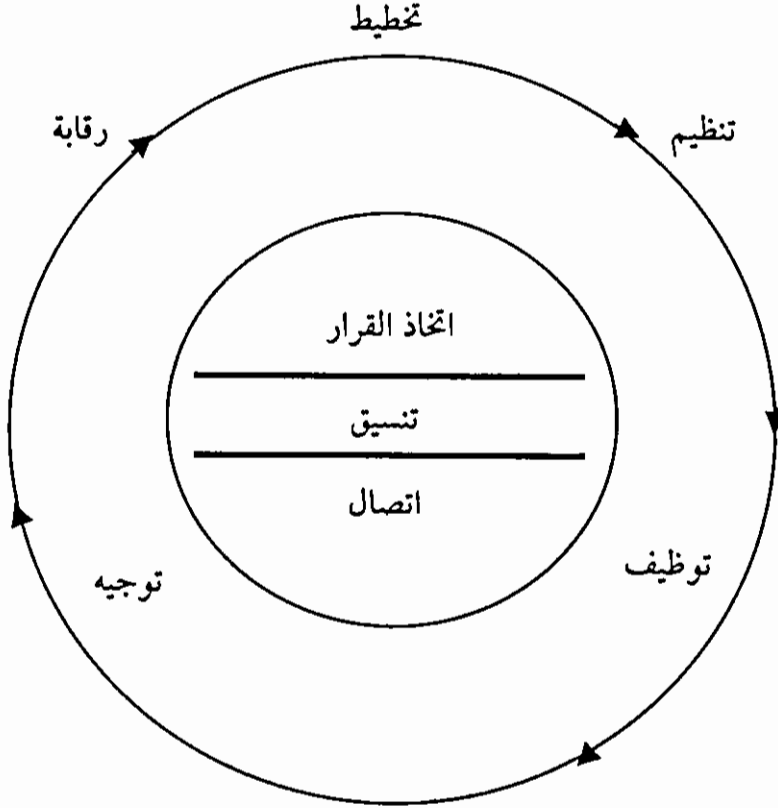 تخطيط
تنظيم
رقابة
اتخاذ القرار
تنسيق
اتصال
توظيف
توجيه